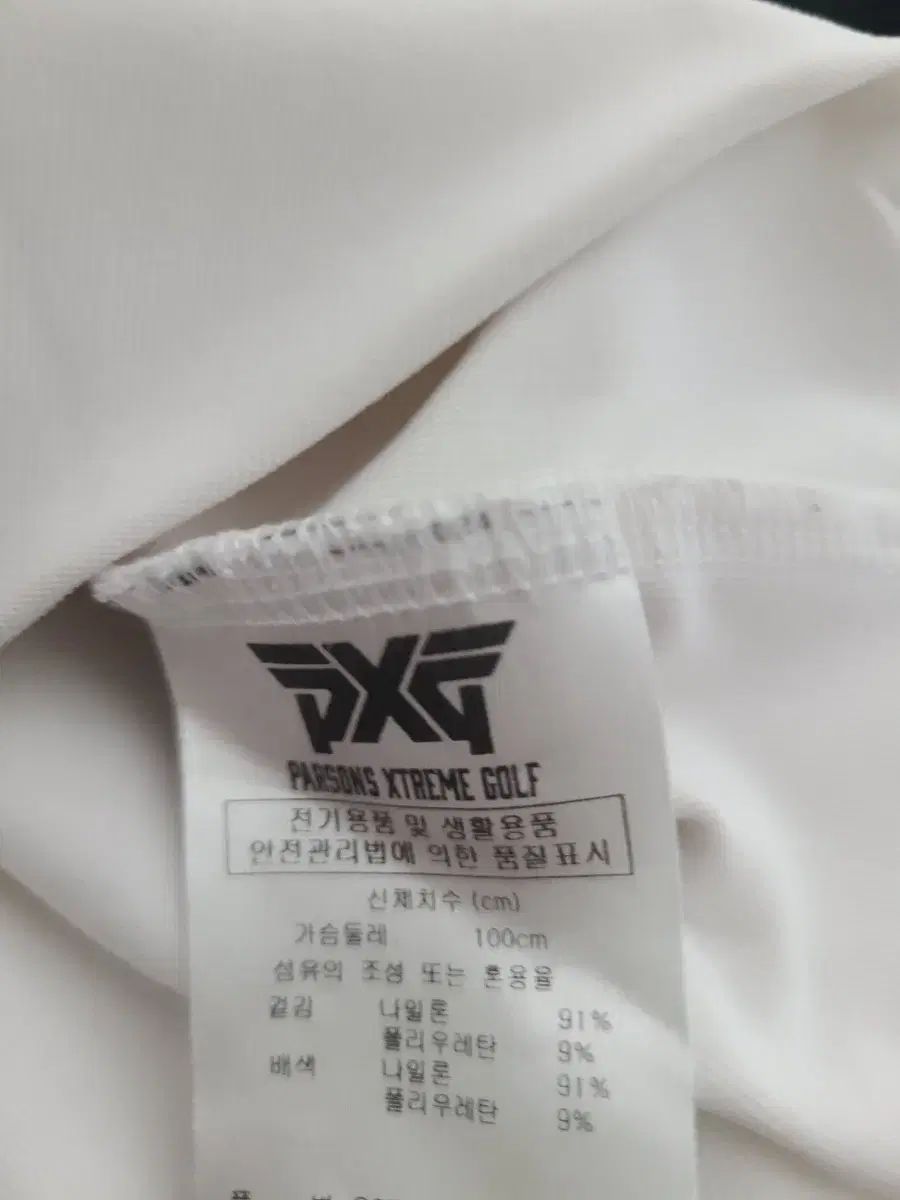 PXG
PARSONS XTREME GOLF
전기용품 및 생활용품
안전관리법에 의한 품질표시
신체치수 (cm)
가슴둘레 100cm
섬유의 조성 또는 혼용율
겉감 나일론 91%
폴리우레탄 9%
배색 나일론 91%
폴리우레탄 9%